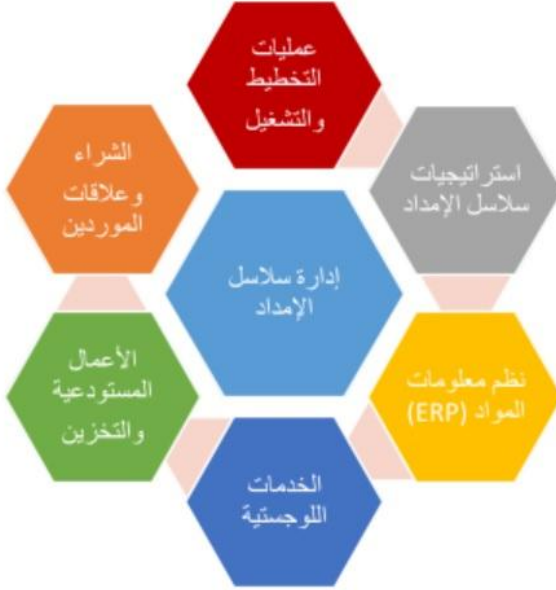 عمليات
التخطيط
والتشغيل
استراتيجيات
سلاسل الإمداد
نظم معلومات
المواد (ERP)
الخدمات
اللوجستية
الأعمال
المستودعية
والتخزين
الشراء
وعلاقات
الموردين
إدارة سلاسل
الإمداد